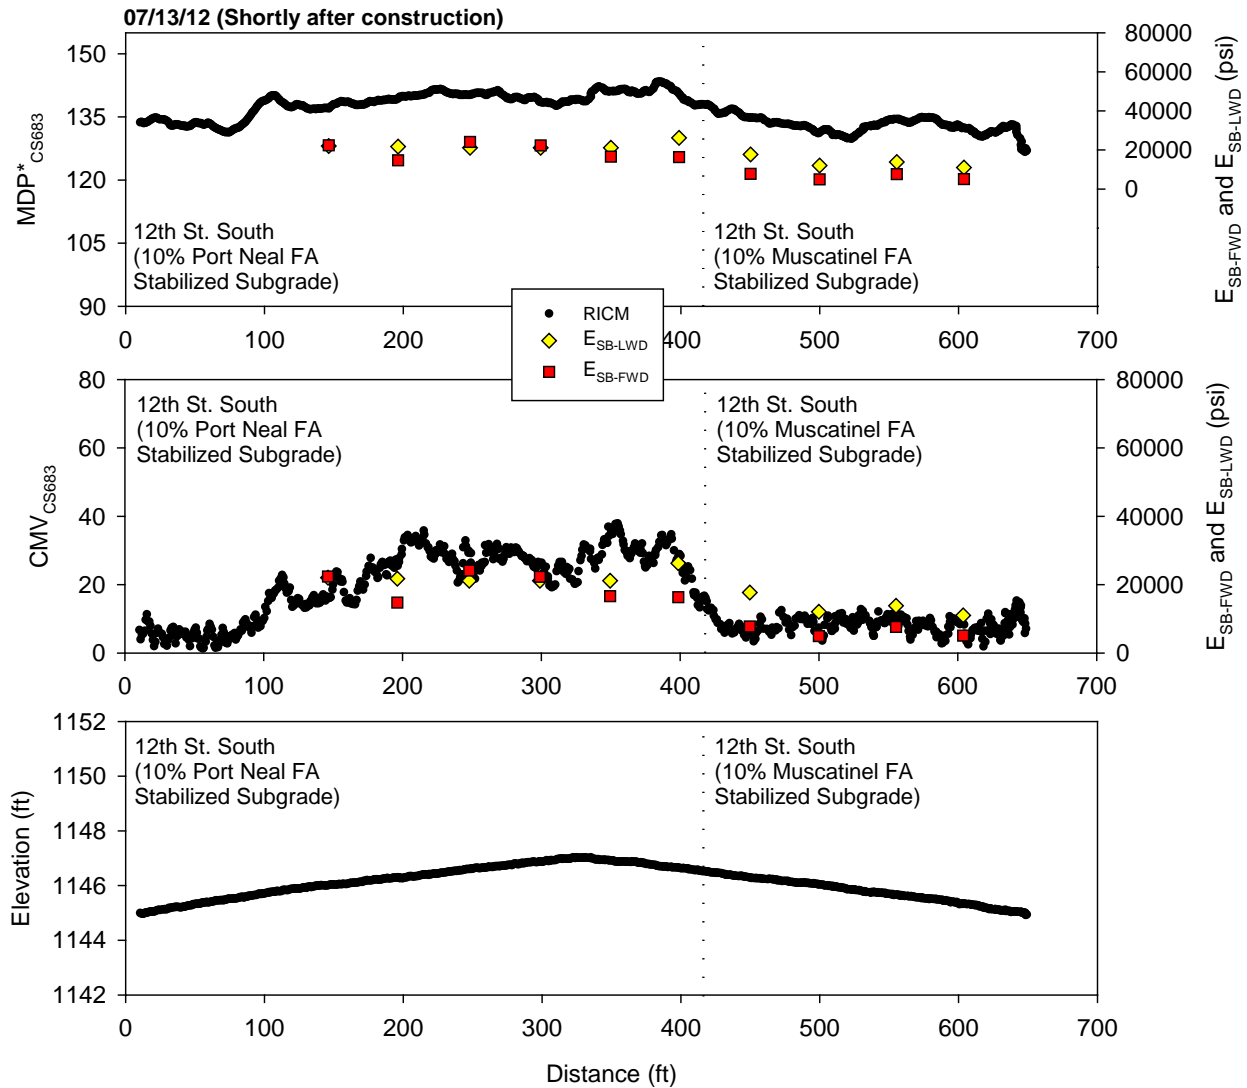 07/13/12 (Shortly after construction)
150
135
120
105
90
MDP*CS683
80000
60000
40000
20000
0
ESB-FWD and ESB-LWD (psi)
12th St. South
(10% Port Neal FA
Stabilized Subgrade)
12th St. South
(10% Muscatinel FA
Stabilized Subgrade)
0 100 200 300 400 500 600 700
RICM
ESB-LWD
ESB-FWD
80
60
40
20
0
CMVCS683
80000
60000
40000
20000
0
ESB-FWD and ESB-LWD (psi)
12th St. South
(10% Port Neal FA
Stabilized Subgrade)
12th St. South
(10% Muscatinel FA
Stabilized Subgrade)
0 100 200 300 400 500 600 700
1152
1150
1148
1146
1144
1142
Elevation (ft)
12th St. South
(10% Port Neal FA
Stabilized Subgrade)
12th St. South
(10% Muscatinel FA
Stabilized Subgrade)
0 100 200 300 400 500 600 700
Distance (ft)